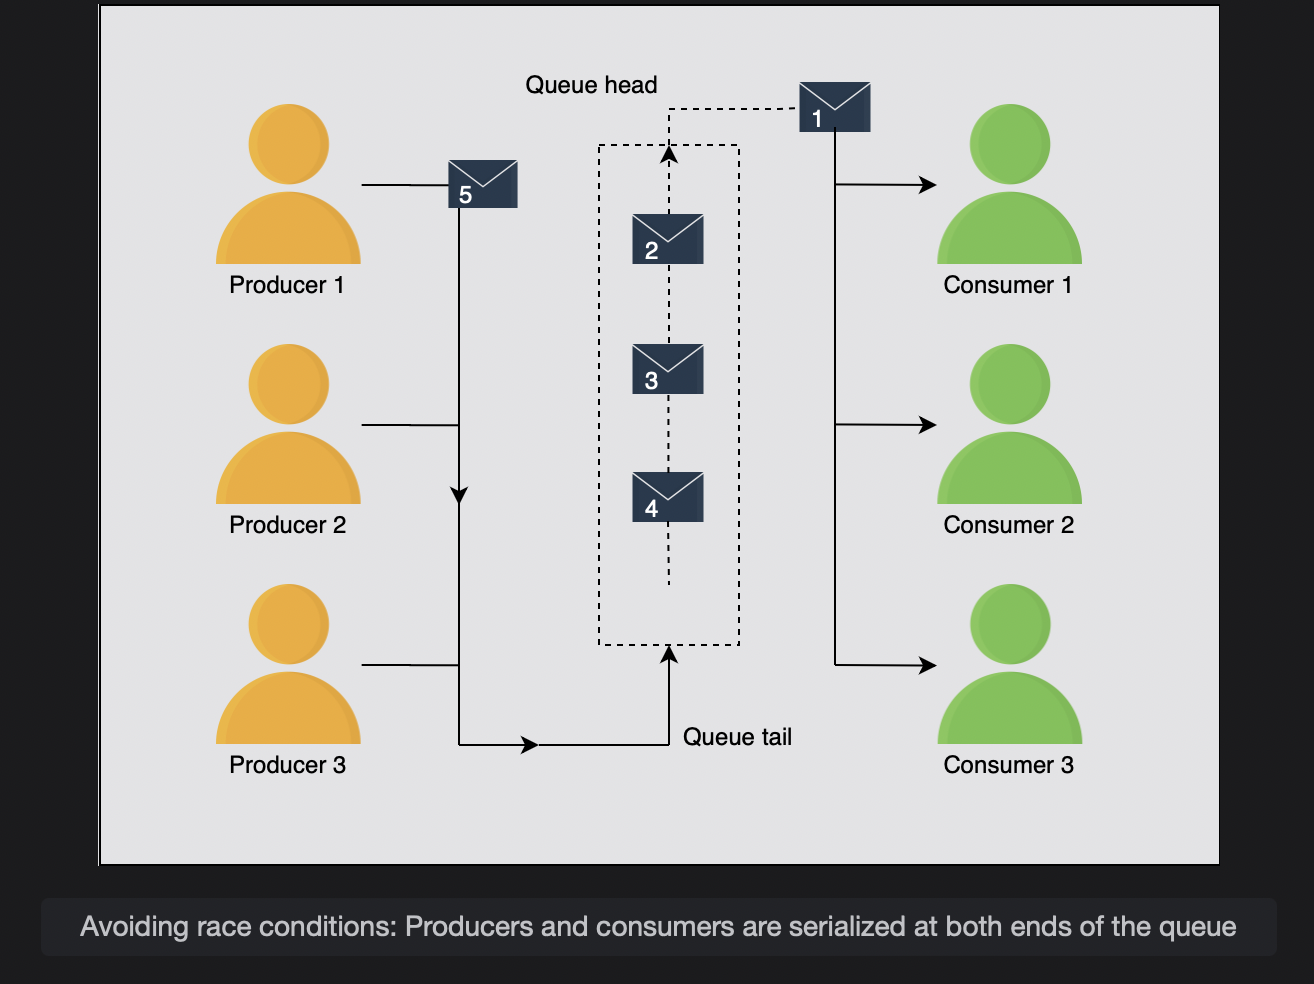 Queue head
1
5
Producer 1
2
Consumer 1
3
4
Producer 2
Consumer 2
Queue tail
Producer 3
Consumer 3
Avoiding race conditions: Producers and consumers are serialized at both ends of the queue